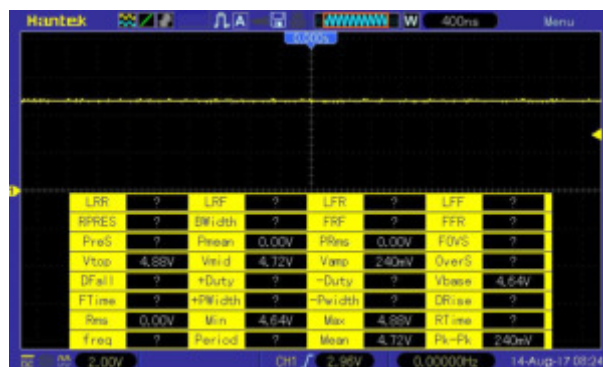 Hantek W 400ns Menu
0.000s
LRR ? LRF ? LFR ? LFF ?
RPRES ? BWidth ? FRF ? FFR ?
PreS ? Pmean 0.00V PRms 0.00V FOVS ?
Vtop 4.88V Vmid 4.72V Vamp 240mV OverS ?
DFall ? +Duty ? -Duty ? Vbase 4.64V
FTime ? +PWidth ? -Pwidth ? DRise ?
Rms 0.00V Min 4.64V Max 4.88V RTime ?
freq ? Period ? Mean 4.72V Pk-Pk 240mV
2.00V CH1 2.96V 0.00000Hz 14-Aug-17 08:24